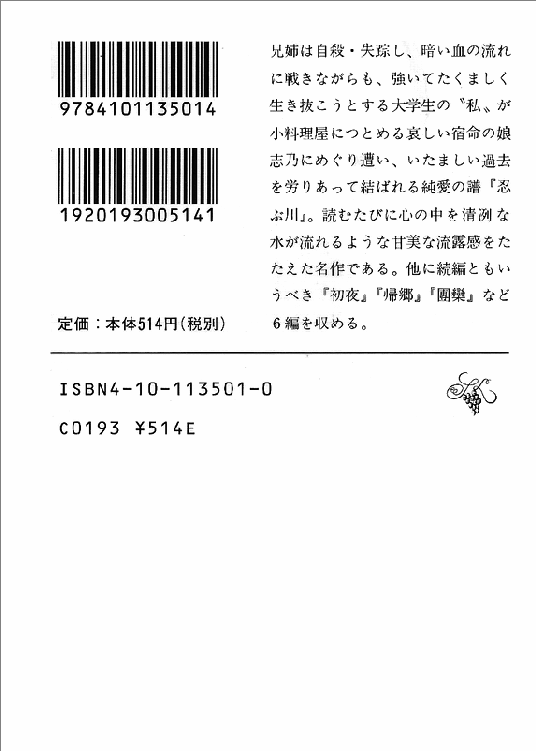 9784101135014
1920193005141
定価：本体514円（税別）
兄姉は自殺・失踪し、暗い血の流れ
に戦きながらも、強いてたくましく
生き抜こうとする大学生の〝私〟が
小料理屋につとめる哀しい宿命の娘
志乃にめぐり遭い、いたましい過去
を労りあって結ばれる純愛の譜『忍
ぶ川』。読むたびに心の中を清冽な
水が流れるような甘美な流露感をた
たえた名作である。他に続編ともい
うべき『初夜』『帰郷』『團欒』など
6編を収める。
ISBN4-10-113501-0
C0193 ¥514E